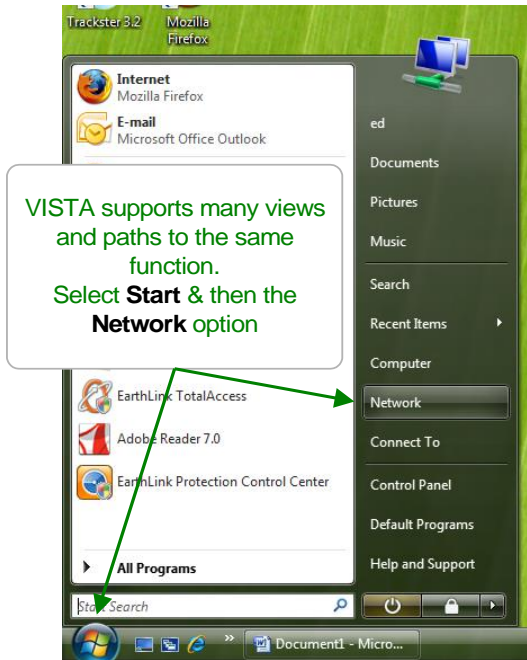 Trackster 3.2
Mozilla
Firefox
Internet
Mozilla Firefox
E-mail
Microsoft Office Outlook
VISTA supports many views
and paths to the same
function.
Select Start & then the
Network option
EarthLink TotalAccess
Adobe Reader 7.0
EarthLink Protection Control Center
All Programs
Start Search
ed
Documents
Pictures
Music
Search
Recent Items
Computer
Network
Connect To
Control Panel
Default Programs
Help and Support
Document1 - Micro...